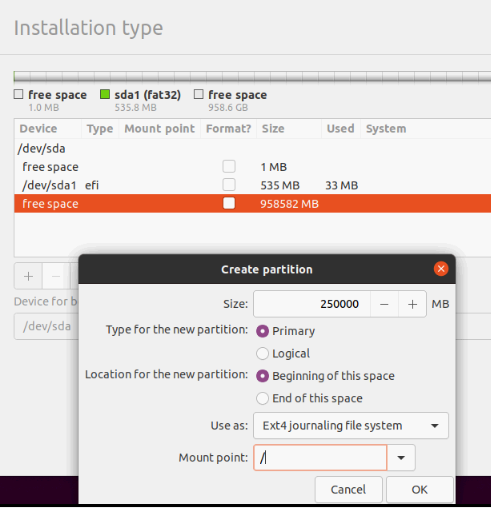 Installation type
free space sda1 (fat32) free space
1.0 MB 535.8 MB 958.6 GB
Device Type Mount point Format? Size Used System
/dev/sda
free space 1 MB
/dev/sda1 efi 535 MB 33 MB
free space 958582 MB
+ −
Create partition
Device for b
/dev/sda
Size: 250000 − + MB
Type for the new partition: Primary
Logical
Location for the new partition: Beginning of this space
End of this space
Use as: Ext4 journaling file system
Mount point: /
Cancel OK